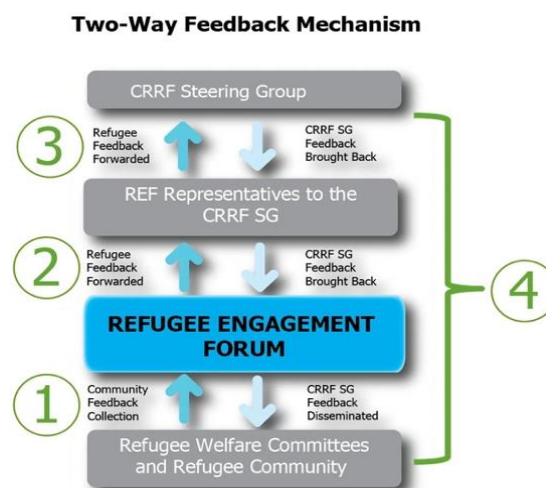 Two-Way Feedback Mechanism
CRRF Steering Group
3
Refugee
Feedback
Forwarded
CRRF SG
Feedback
Brought Back
REF Representatives to the
CRRF SG
2
Refugee
Feedback
Forwarded
CRRF SG
Feedback
Brought Back
4
REFUGEE ENGAGEMENT
FORUM
1
Community
Feedback
Collection
CRRF SG
Feedback
Disseminated
Refugee Welfare Committees
and Refugee Community